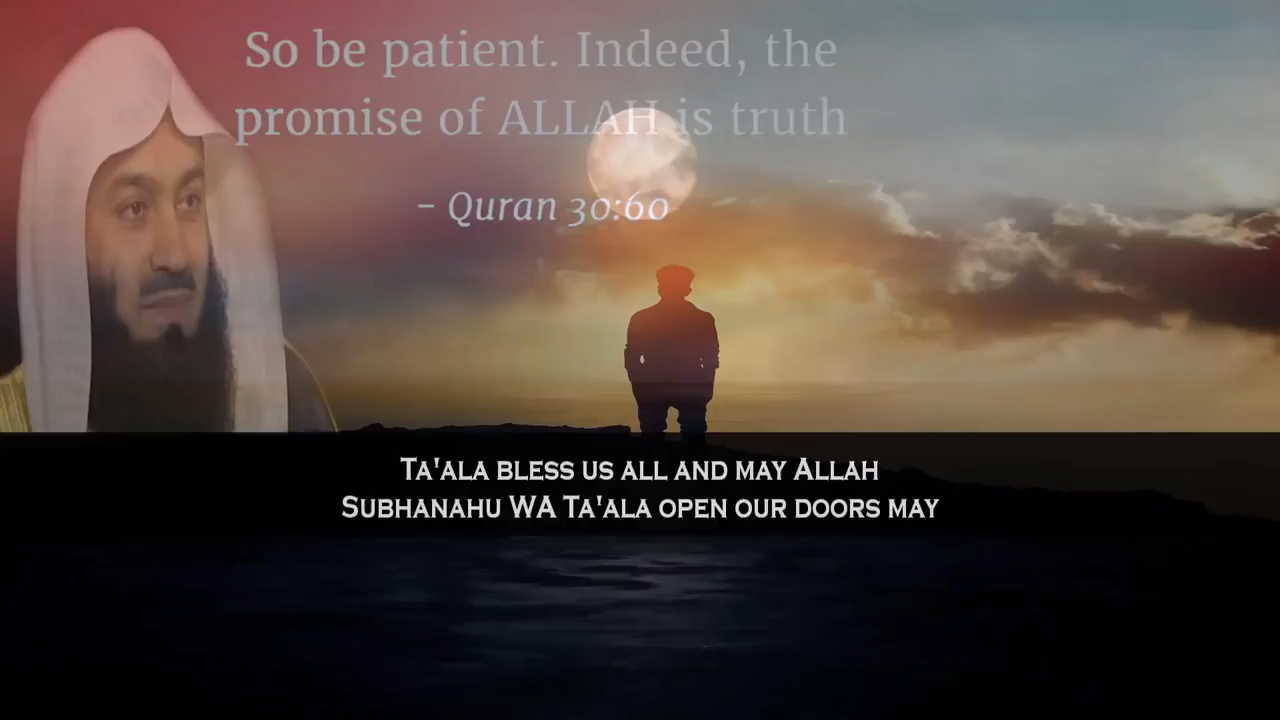 So be patient. Indeed, the
promise of ALLAH is truth
– Quran 30:60
TA'ALA BLESS US ALL AND MAY ALLAH
SUBHANAHU WA TA'ALA OPEN OUR DOORS MAY